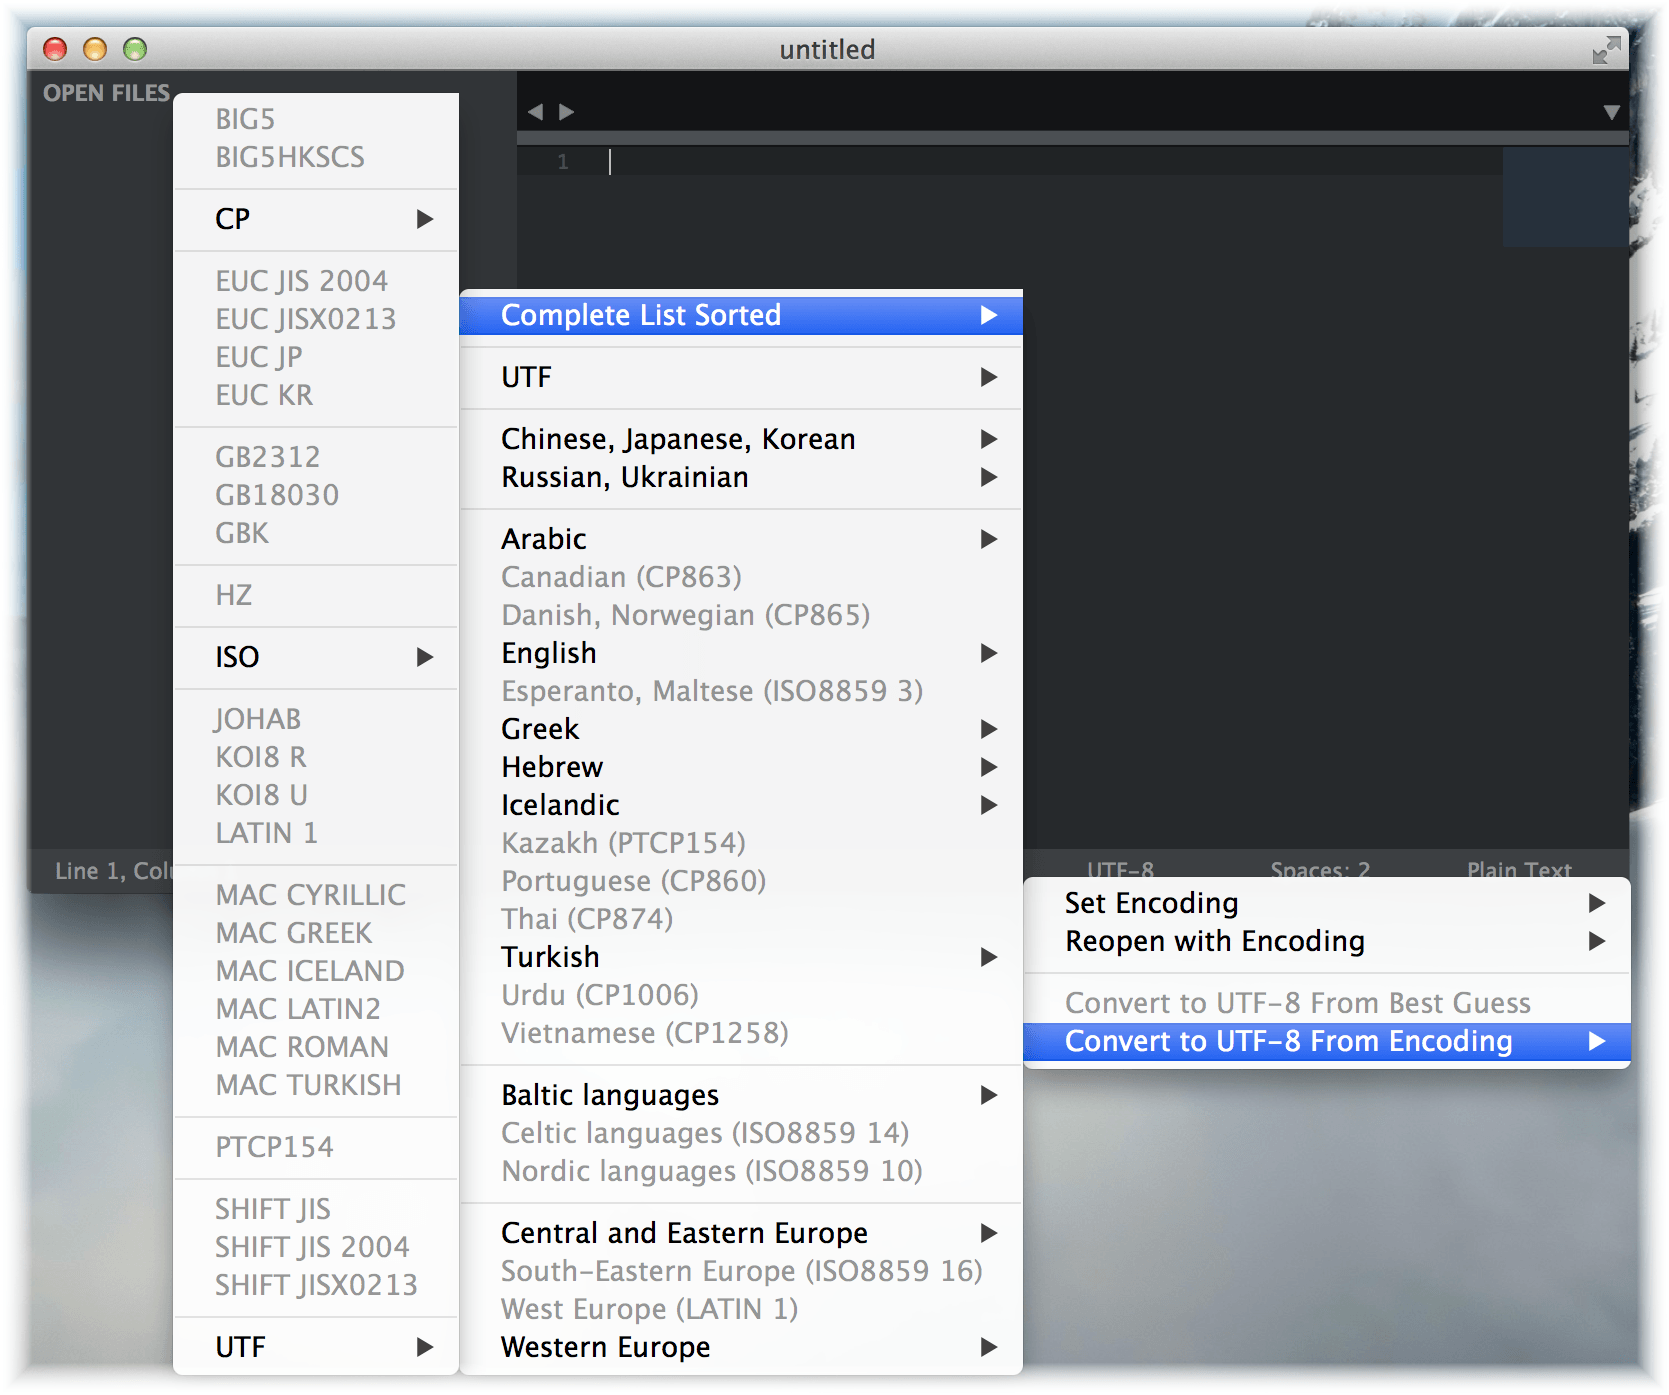 untitled
OPEN FILES
1
Line 1, Colu
UTF-8
Spaces: 2
Plain Text
BIG5
BIG5HKSCS
CP
EUC JIS 2004
EUC JISX0213
EUC JP
EUC KR
GB2312
GB18030
GBK
HZ
ISO
JOHAB
KOI8 R
KOI8 U
LATIN 1
MAC CYRILLIC
MAC GREEK
MAC ICELAND
MAC LATIN2
MAC ROMAN
MAC TURKISH
PTCP154
SHIFT JIS
SHIFT JIS 2004
SHIFT JISX0213
UTF
Complete List Sorted
UTF
Chinese, Japanese, Korean
Russian, Ukrainian
Arabic
Canadian (CP863)
Danish, Norwegian (CP865)
English
Esperanto, Maltese (ISO8859 3)
Greek
Hebrew
Icelandic
Kazakh (PTCP154)
Portuguese (CP860)
Thai (CP874)
Turkish
Urdu (CP1006)
Vietnamese (CP1258)
Baltic languages
Celtic languages (ISO8859 14)
Nordic languages (ISO8859 10)
Central and Eastern Europe
South-Eastern Europe (ISO8859 16)
West Europe (LATIN 1)
Western Europe
Set Encoding
Reopen with Encoding
Convert to UTF-8 From Best Guess
Convert to UTF-8 From Encoding